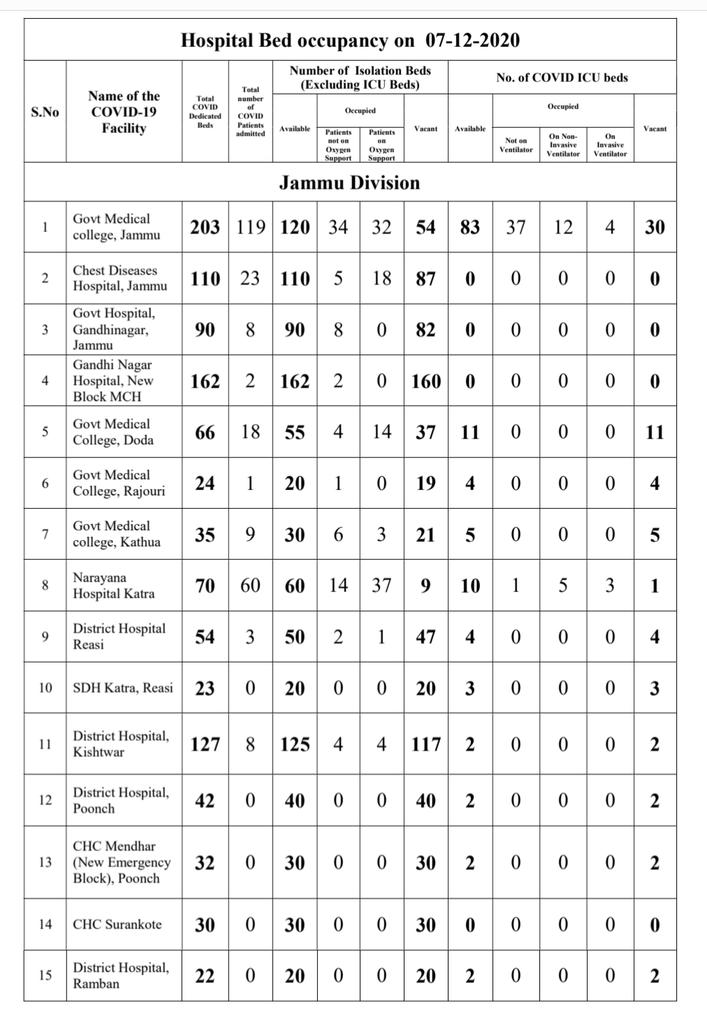 Hospital Bed occupancy on 07-12-2020
S.No
Name of the
COVID-19
Facility
Total
COVID
Dedicated
Beds
Total
number
of
COVID
Patients
admitted
Number of Isolation Beds
(Excluding ICU Beds)
No. of COVID ICU beds
Available
Occupied
Patients
not on
Oxygen
Support
Patients
on
Oxygen
Support
Vacant
Available
Occupied
Not on
Ventilator
On Non-
Invasive
Ventilator
On
Invasive
Ventilator
Vacant
Jammu Division
1 Govt Medical
college, Jammu 203 119 120 34 32 54 83 37 12 4 30
2 Chest Diseases
Hospital, Jammu 110 23 110 5 18 87 0 0 0 0 0
3 Govt Hospital,
Gandhinagar,
Jammu 90 8 90 8 0 82 0 0 0 0 0
4 Gandhi Nagar
Hospital, New
Block MCH 162 2 162 2 0 160 0 0 0 0 0
5 Govt Medical
College, Doda 66 18 55 4 14 37 11 0 0 0 11
6 Govt Medical
College, Rajouri 24 1 20 1 0 19 4 0 0 0 4
7 Govt Medical
college, Kathua 35 9 30 6 3 21 5 0 0 0 5
8 Narayana
Hospital Katra 70 60 60 14 37 9 10 1 5 3 1
9 District Hospital
Reasi 54 3 50 2 1 47 4 0 0 0 4
10 SDH Katra, Reasi 23 0 20 0 0 20 3 0 0 0 3
11 District Hospital,
Kishtwar 127 8 125 4 4 117 2 0 0 0 2
12 District Hospital,
Poonch 42 0 40 0 0 40 2 0 0 0 2
13 CHC Mendhar
(New Emergency
Block), Poonch 32 0 30 0 0 30 2 0 0 0 2
14 CHC Surankote 30 0 30 0 0 30 0 0 0 0 0
15 District Hospital,
Ramban 22 0 20 0 0 20 2 0 0 0 2